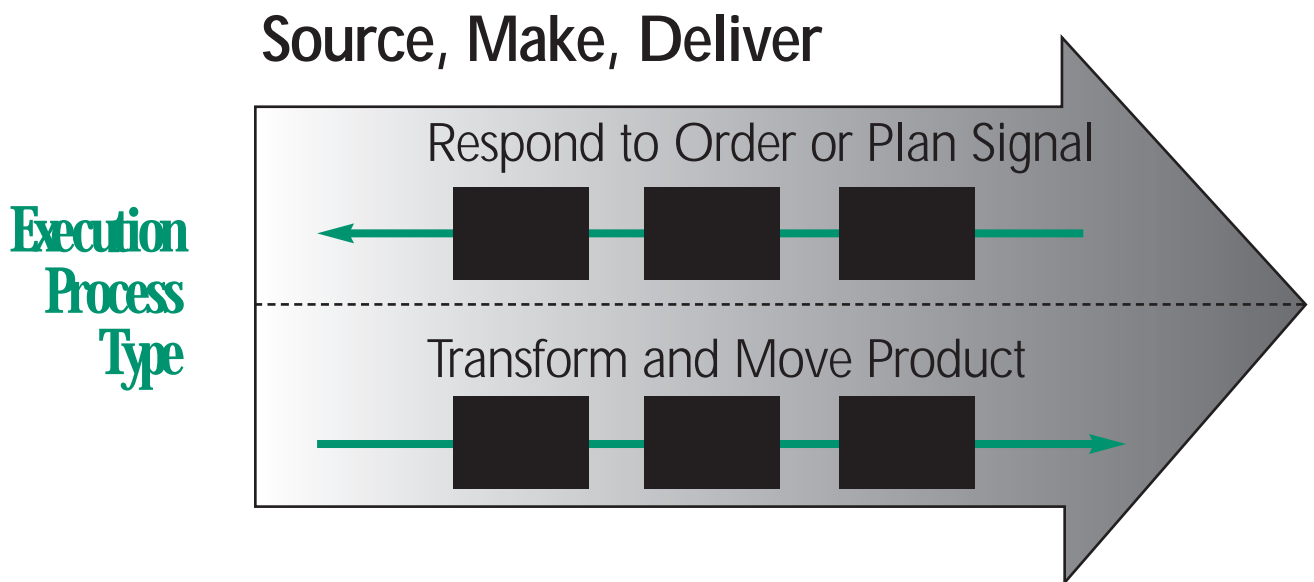 Source, Make, Deliver
Respond to Order or Plan Signal
Execution
Process
Type
Transform and Move Product